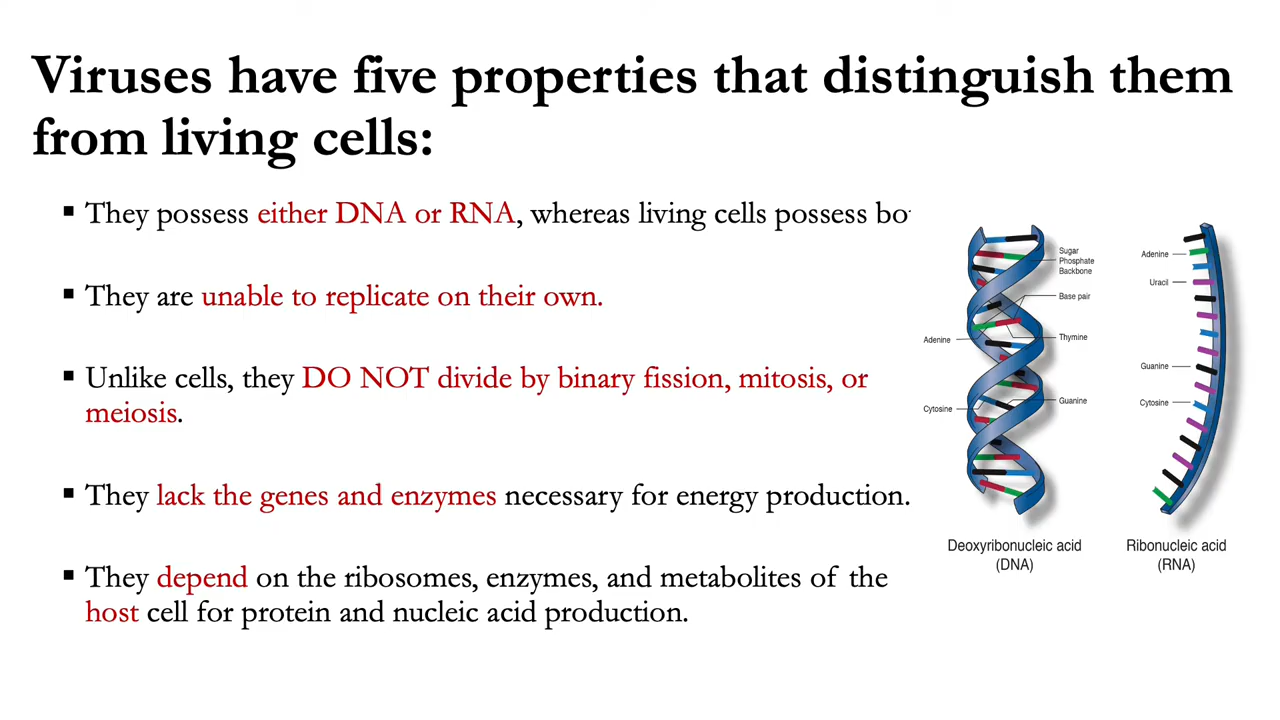 Viruses have five properties that distinguish them
from living cells:
▪ They possess either DNA or RNA, whereas living cells possess
▪ They are unable to replicate on their own.
▪ Unlike cells, they DO NOT divide by binary fission, mitosis, or
meiosis.
▪ They lack the genes and enzymes necessary for energy production.
▪ They depend on the ribosomes, enzymes, and metabolites of the
host cell for protein and nucleic acid production.
Sugar
Phosphate
Backbone
Base pair
Adenine
Thymine
Cytosine
Guanine
Deoxyribonucleic acid
(DNA)
Adenine
Uracil
Guanine
Cytosine
Ribonucleic acid
(RNA)